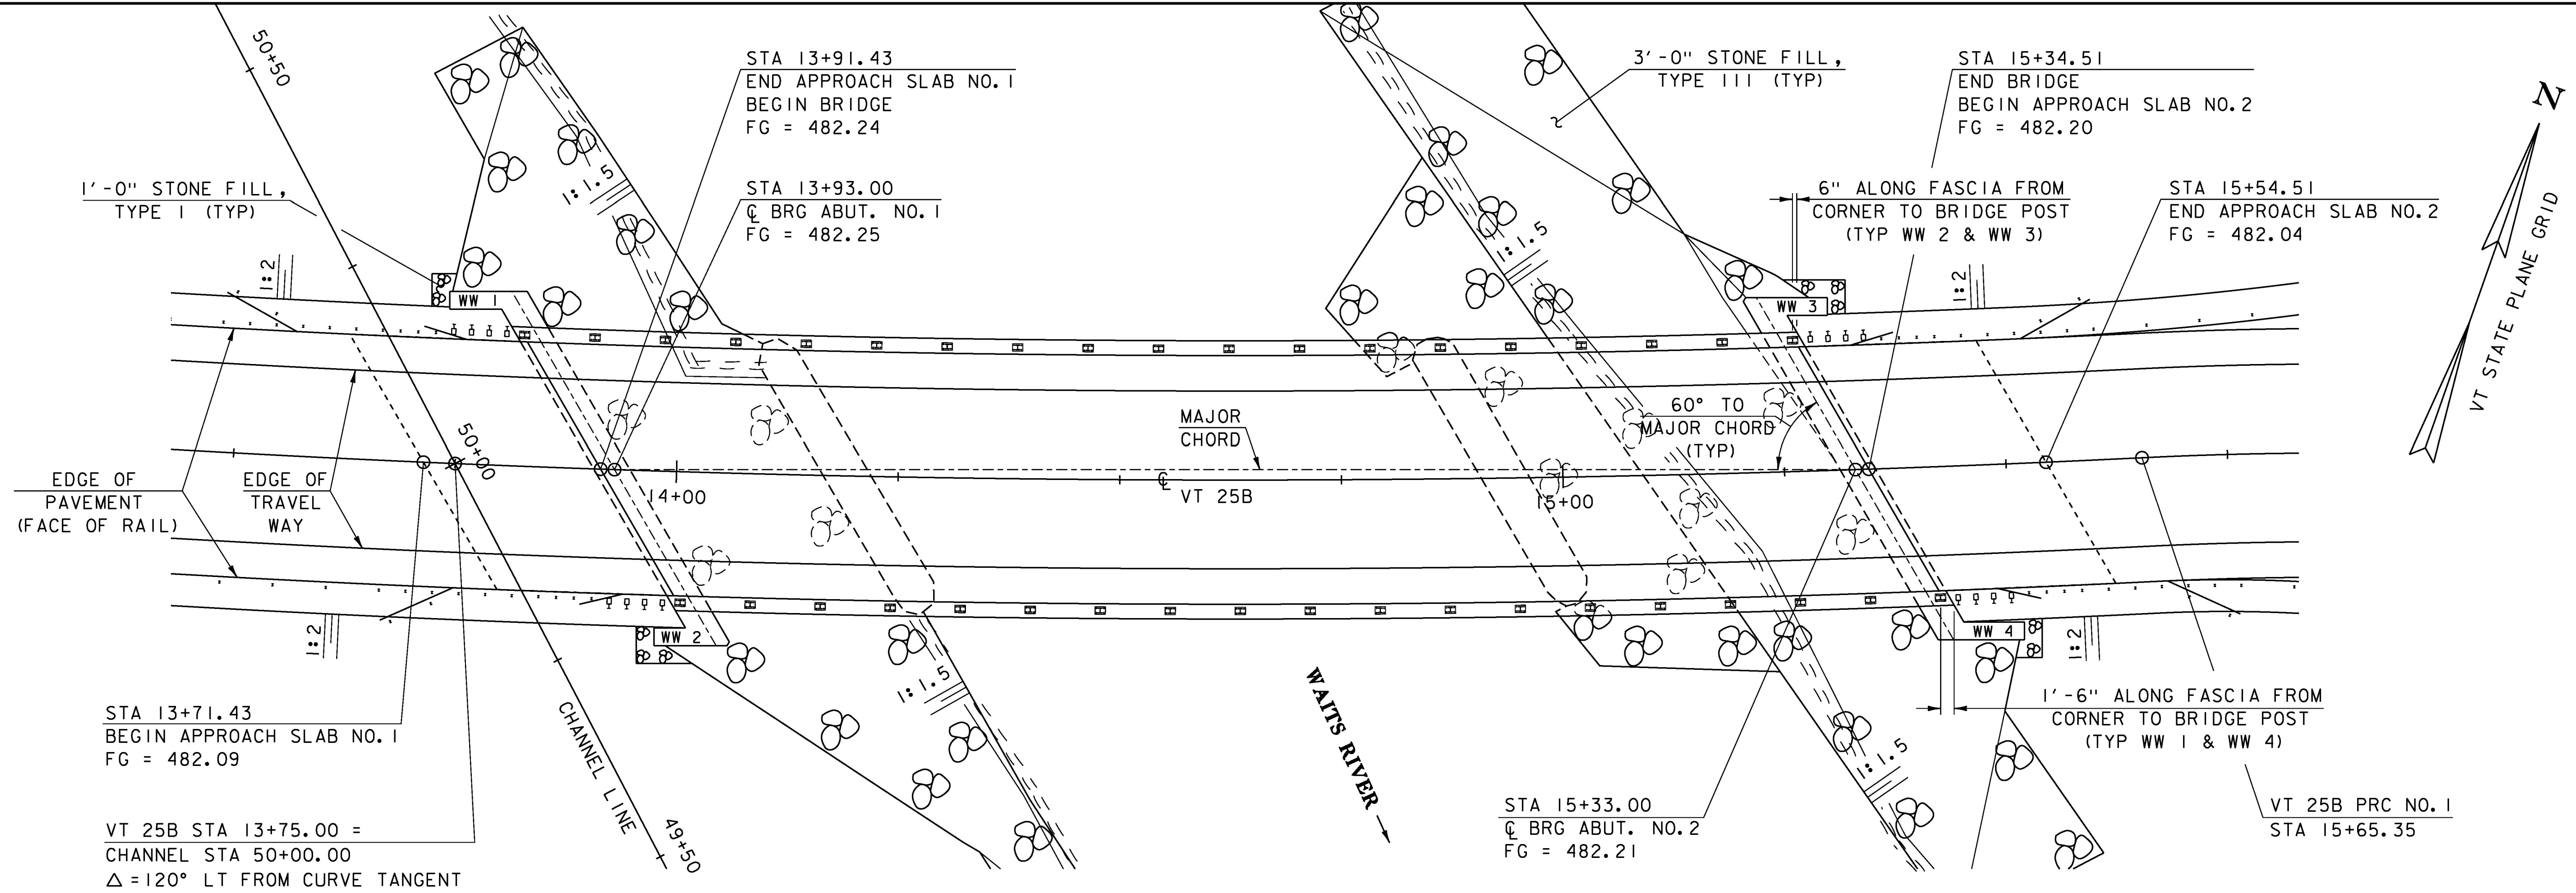 50+50
STA 13+91.43
END APPROACH SLAB NO.1
BEGIN BRIDGE
FG = 482.24
3'-0" STONE FILL,
TYPE III (TYP)
STA 15+34.51
END BRIDGE
BEGIN APPROACH SLAB NO.2
FG = 482.20
N
VT STATE PLANE GRID
1'-0" STONE FILL,
TYPE I (TYP)
1:1.5
STA 13+93.00
℄ BRG ABUT. NO.1
FG = 482.25
1:1.5
6" ALONG FASCIA FROM
CORNER TO BRIDGE POST
(TYP WW 2 & WW 3)
STA 15+54.51
END APPROACH SLAB NO.2
FG = 482.04
1:2
WW 1
WW 3
1:2
50+00
EDGE OF
PAVEMENT
(FACE OF RAIL)
EDGE OF
TRAVEL
WAY
14+00
MAJOR
CHORD
℄ VT 25B
15+00
60° TO
MAJOR CHORD
(TYP)
1:2
WW 2
WW 4
1:2
1:1.5
STA 13+71.43
BEGIN APPROACH SLAB NO.1
FG = 482.09
CHANNEL LINE
WAITS RIVER
1:1.5
1'-6" ALONG FASCIA FROM
CORNER TO BRIDGE POST
(TYP WW 1 & WW 4)
VT 25B STA 13+75.00 =
CHANNEL STA 50+00.00
△ =120° LT FROM CURVE TANGENT
49+50
STA 15+33.00
℄ BRG ABUT. NO.2
FG = 482.21
VT 25B PRC NO.1
STA 15+65.35